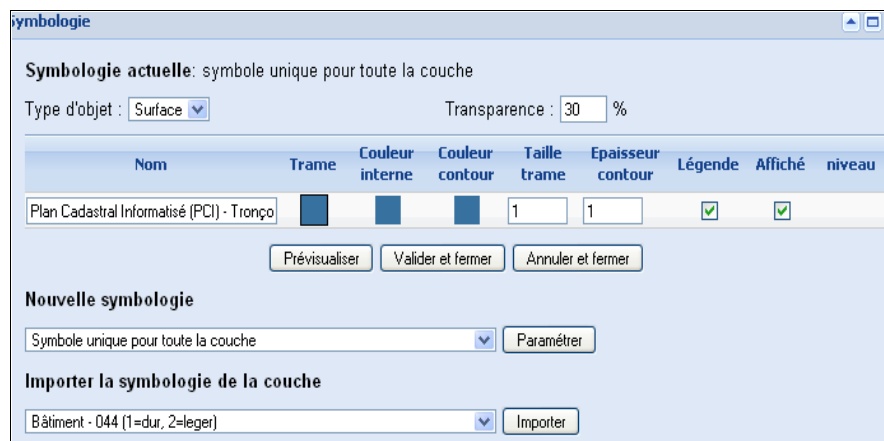 Symbologie
Symbologie actuelle: symbole unique pour toute la couche
Type d'objet : Surface Transparence : 30 %
Nom Trame Couleur interne Couleur contour Taille trame Epaisseur contour Légende Affiché niveau
Plan Cadastral Informatisé (PCI) - Tronço 1 1
Prévisualiser Valider et fermer Annuler et fermer
Nouvelle symbologie
Symbole unique pour toute la couche Paramétrer
Importer la symbologie de la couche
Bâtiment - 044 (1=dur, 2=leger) Importer